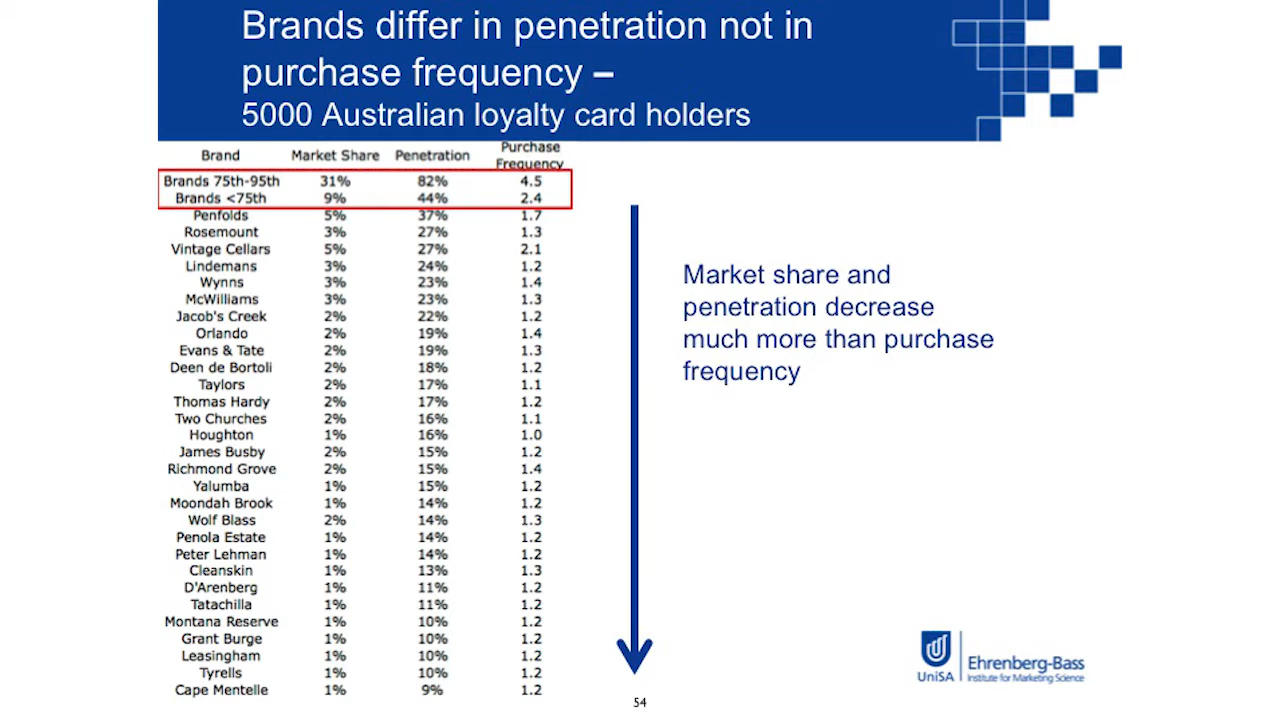 Brands differ in penetration not in
purchase frequency –
5000 Australian loyalty card holders
Brand Market Share Penetration Purchase Frequency
Brands 75th-95th 31% 82% 4.5
Brands <75th 9% 44% 2.4
Penfolds 5% 37% 1.7
Rosemount 3% 27% 1.3
Vintage Cellars 5% 27% 2.1
Lindemans 3% 24% 1.2
Wynns 3% 23% 1.4
McWilliams 3% 23% 1.3
Jacob's Creek 2% 22% 1.2
Orlando 2% 19% 1.4
Evans & Tate 2% 19% 1.3
Deen de Bortoli 2% 18% 1.2
Taylors 2% 17% 1.1
Thomas Hardy 2% 17% 1.2
Two Churches 2% 16% 1.1
Houghton 1% 16% 1.0
James Busby 2% 15% 1.2
Richmond Grove 2% 15% 1.4
Yalumba 1% 15% 1.2
Moondah Brook 1% 14% 1.2
Wolf Blass 2% 14% 1.3
Penola Estate 1% 14% 1.2
Peter Lehman 1% 14% 1.2
Cleanskin 1% 13% 1.3
D'Arenberg 1% 11% 1.2
Tatachilla 1% 11% 1.2
Montana Reserve 1% 10% 1.2
Grant Burge 1% 10% 1.2
Leasingham 1% 10% 1.2
Tyrells 1% 10% 1.2
Cape Mentelle 1% 9% 1.2
Market share and
penetration decrease
much more than purchase
frequency
UniSA
Ehrenberg-Bass
Institute for Marketing Science
54